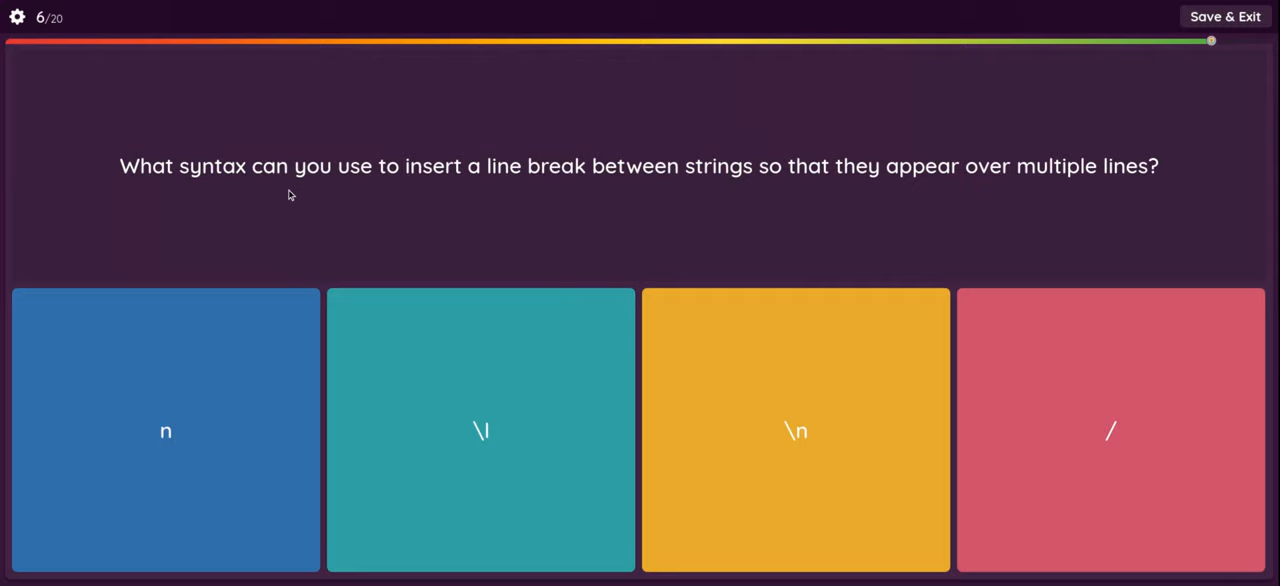 6/20
Save & Exit
What syntax can you use to insert a line break between strings so that they appear over multiple lines?
n
\l
\n
/